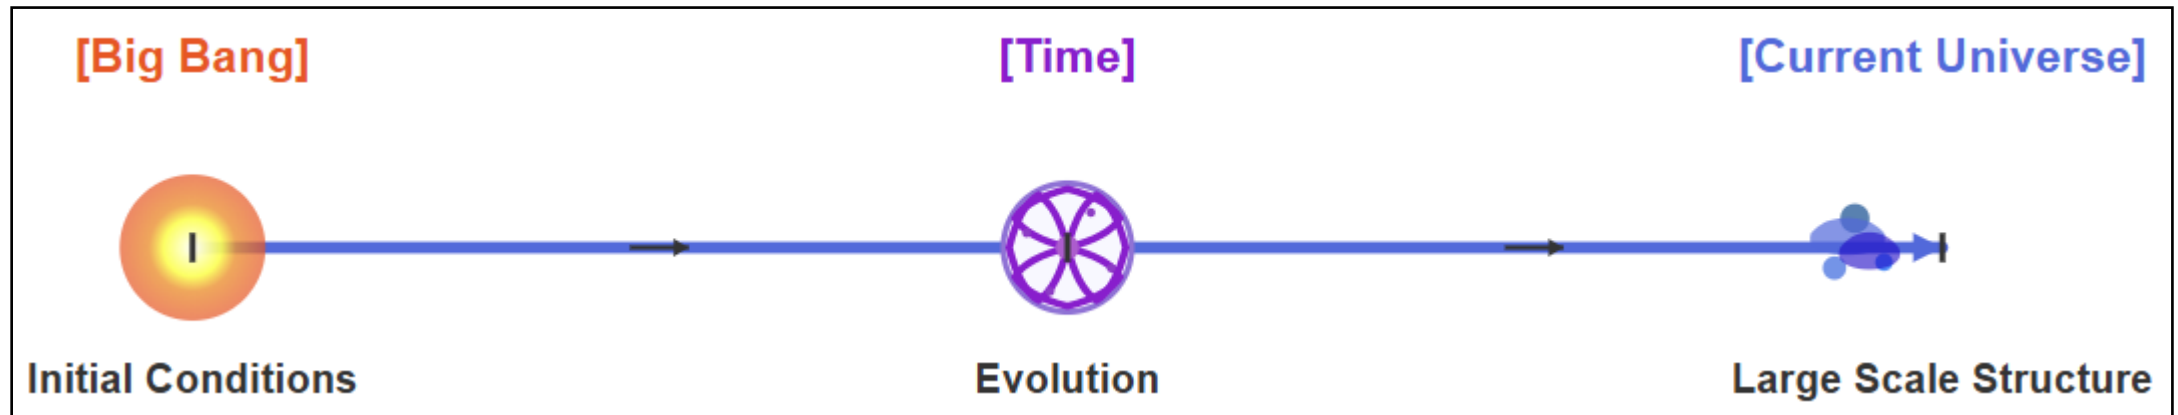 [Big Bang]
[Time]
[Current Universe]
Initial Conditions
Evolution
Large Scale Structure